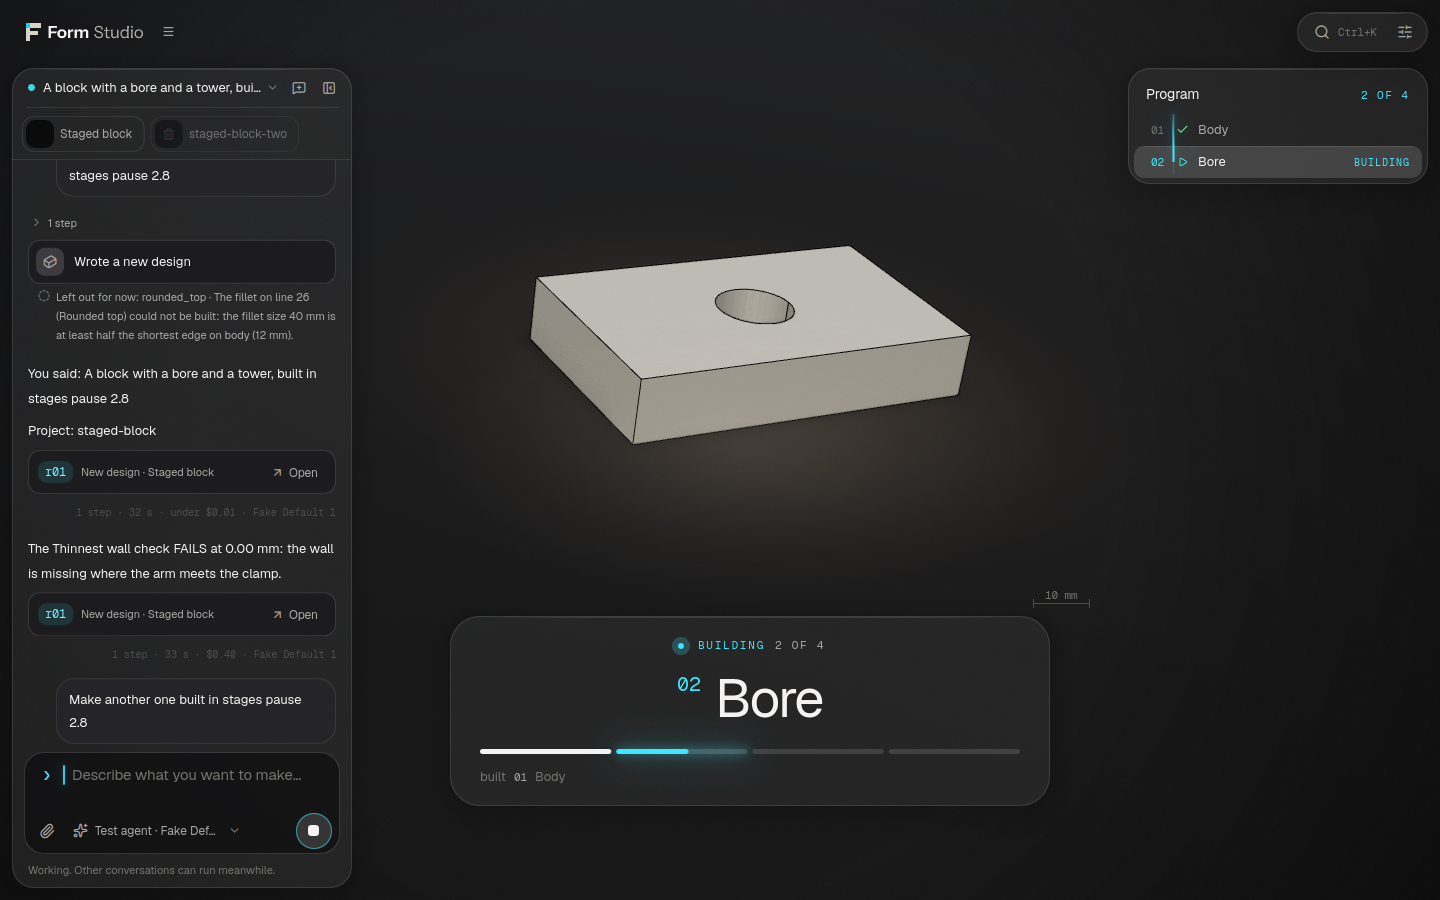 Form Studio
Ctrl+K
A block with a bore and a tower, bui...
Staged block
staged-block-two
stages pause 2.8
1 step
Wrote a new design
Left out for now: rounded_top · The fillet on line 26
(Rounded top) could not be built: the fillet size 40 mm is
at least half the shortest edge on body (12 mm).
You said: A block with a bore and a tower, built in
stages pause 2.8
Project: staged-block
r01 New design · Staged block Open
1 step · 32 s · under $0.01 · Fake Default 1
The Thinnest wall check FAILS at 0.00 mm: the wall
is missing where the arm meets the clamp.
r01 New design · Staged block Open
1 step · 33 s · $0.40 · Fake Default 1
Make another one built in stages pause
2.8
Describe what you want to make...
Test agent · Fake Def...
Working. Other conversations can run meanwhile.
10 mm
BUILDING 2 OF 4
02 Bore
built 01 Body
Program 2 OF 4
01 Body
02 Bore BUILDING